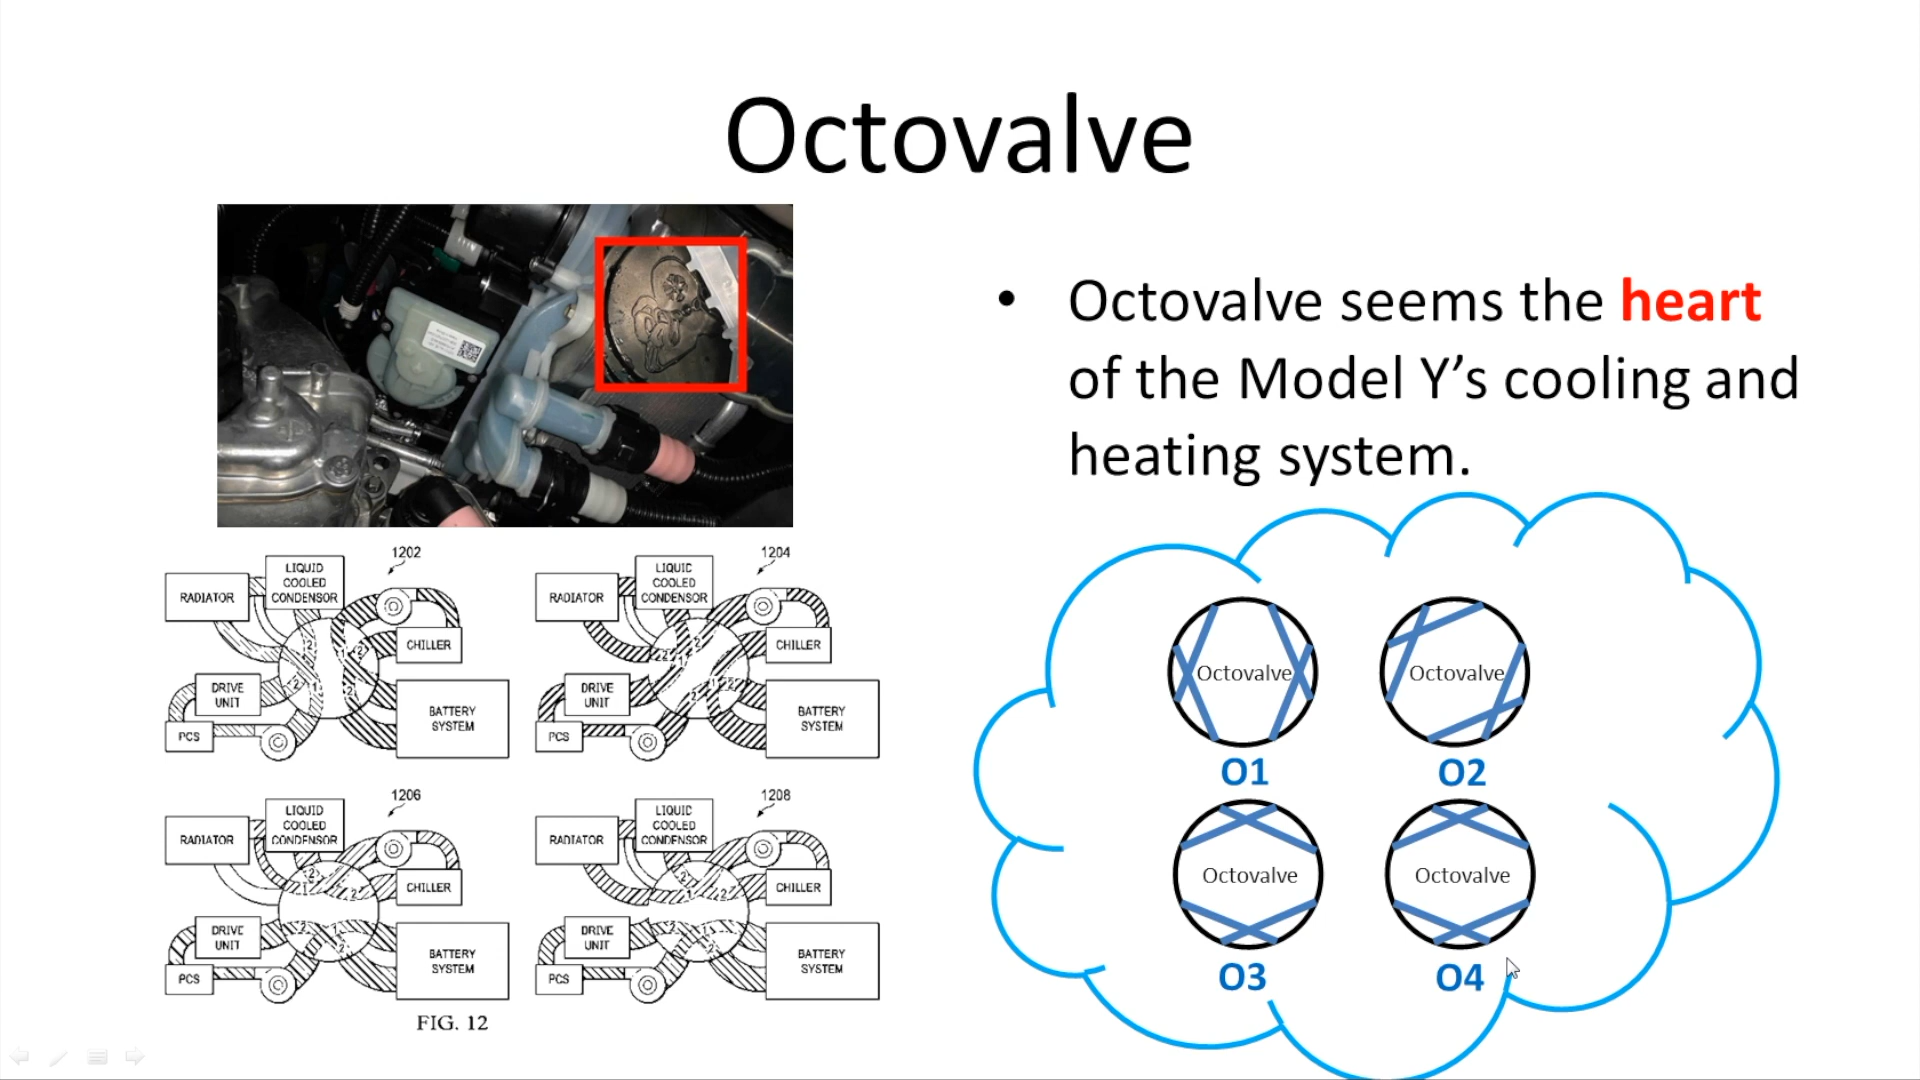 Octovalve
• Octovalve seems the heart
of the Model Y’s cooling and
heating system.
1202
RADIATOR
LIQUID
COOLED
CONDENSOR
CHILLER
DRIVE
UNIT
PCS
BATTERY
SYSTEM
1204
RADIATOR
LIQUID
COOLED
CONDENSOR
CHILLER
DRIVE
UNIT
PCS
BATTERY
SYSTEM
1206
RADIATOR
LIQUID
COOLED
CONDENSOR
CHILLER
DRIVE
UNIT
PCS
BATTERY
SYSTEM
1208
RADIATOR
LIQUID
COOLED
CONDENSOR
CHILLER
DRIVE
UNIT
PCS
BATTERY
SYSTEM
FIG. 12
Octovalve
O1
Octovalve
O2
Octovalve
O3
Octovalve
O4